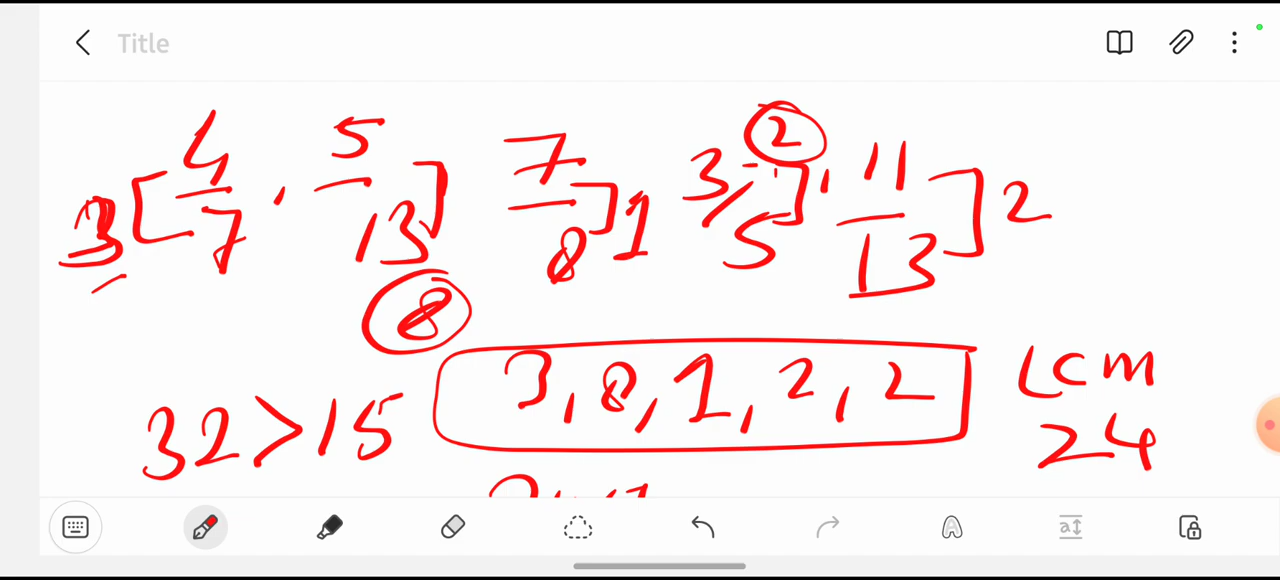 Title
3[4/7, 5/13] 7/8]1 3/5], 11/13]2
2
8
3, 8, 1, 2, 2 LCM
32>15 24